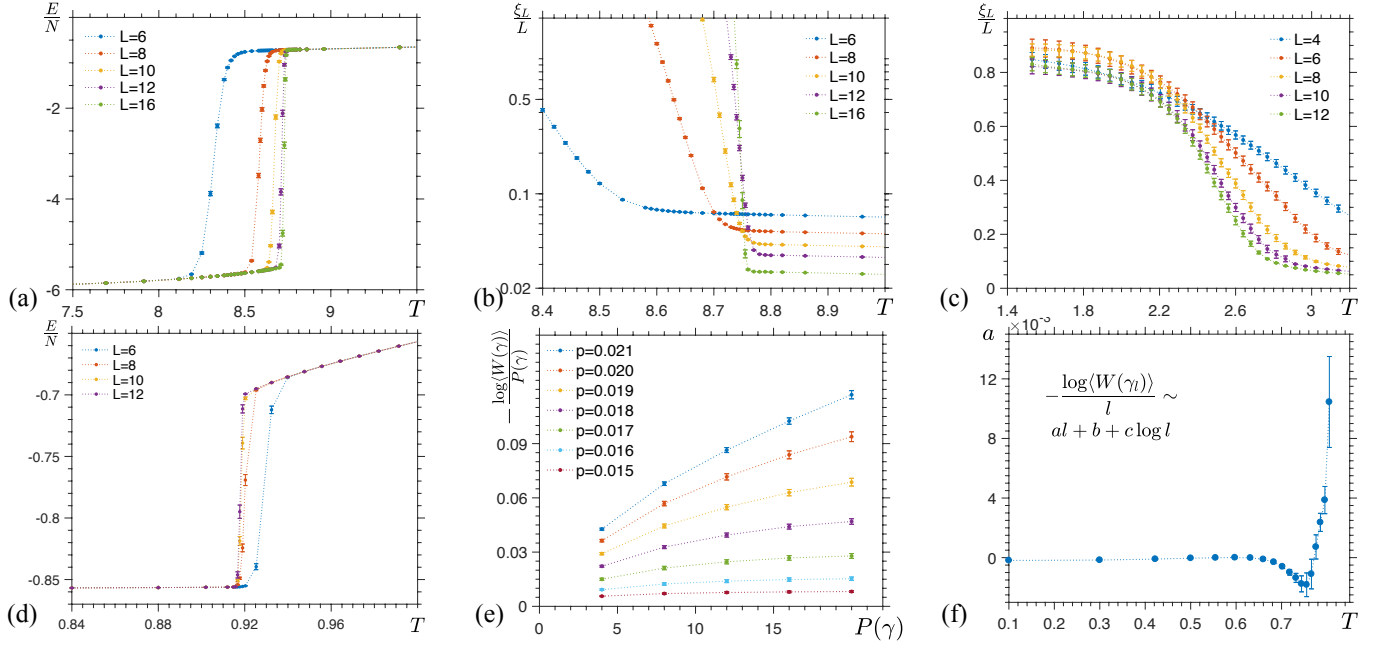 E/N
L=6
L=8
L=10
L=12
L=16
-2
-4
-6
7.5 8 8.5 9 T
(a)
ξ_L/L
L=6
L=8
L=10
L=12
L=16
0.5
0.1
0.02
8.4 8.5 8.6 8.7 8.8 8.9 T
(b)
ξ_L/L
L=4
L=6
L=8
L=10
L=12
0.8
0.6
0.4
0.2
0
1.4 1.8 2.2 2.6 3 T
(c)
E/N
L=6
L=8
L=10
L=12
-0.7
-0.75
-0.8
-0.85
0.84 0.88 0.92 0.96 T
(d)
− log⟨W(γ)⟩/P(γ)
p=0.021
p=0.020
p=0.019
p=0.018
p=0.017
p=0.016
p=0.015
0.09
0.06
0.03
0
0 5 10 15 P(γ)
(e)
a ×10⁻³
− log⟨W(γ_l)⟩/l ∼
al + b + c log l
12
8
4
0
0.1 0.2 0.3 0.4 0.5 0.6 0.7 T
(f)